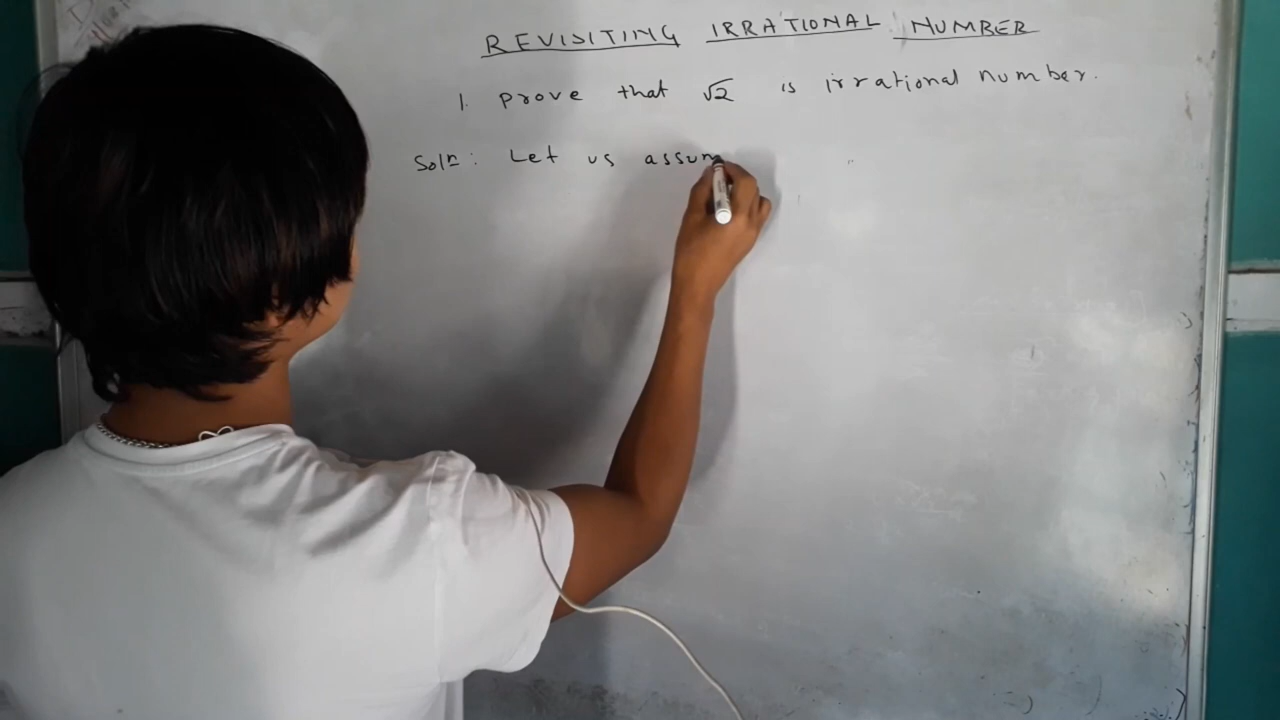 REVISITING IRRATIONAL NUMBER
1. prove that √2 is irrational number.
Solⁿ: Let us assum